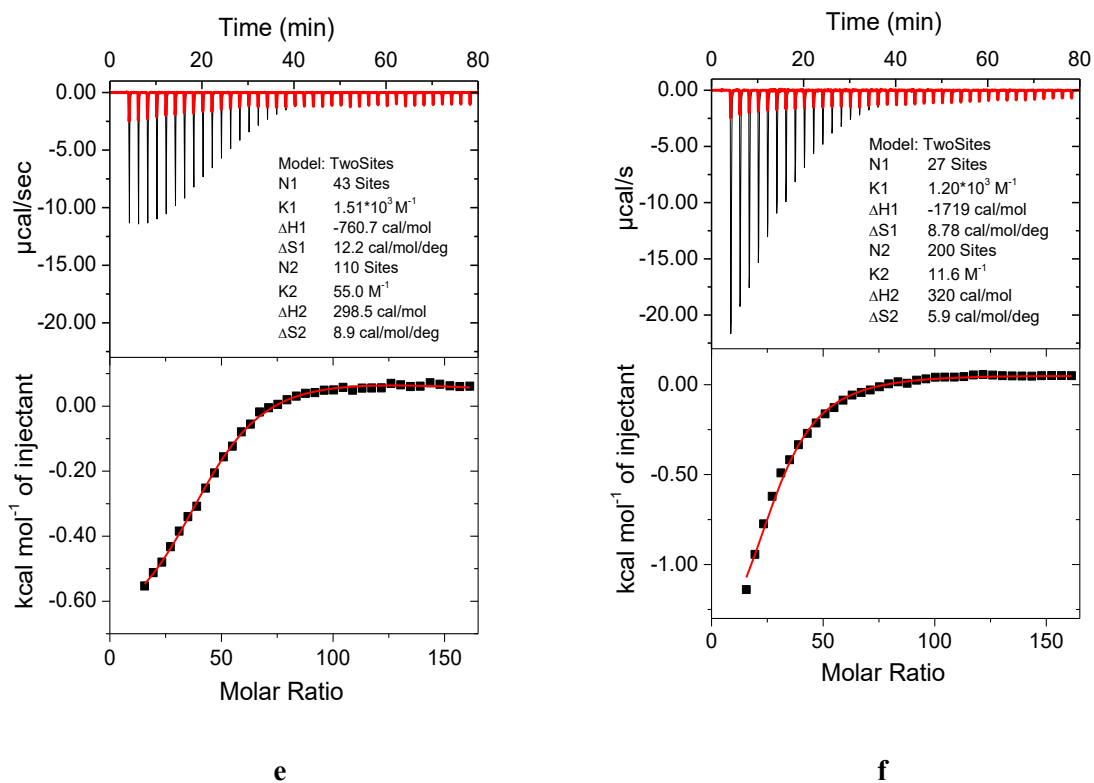 Time (min)
0 20 40 60 80
0.00
-5.00
-10.00
-15.00
-20.00
µcal/sec
Model: TwoSites
N1 43 Sites
K1 1.51*10³ M⁻¹
ΔH1 -760.7 cal/mol
ΔS1 12.2 cal/mol/deg
N2 110 Sites
K2 55.0 M⁻¹
ΔH2 298.5 cal/mol
ΔS2 8.9 cal/mol/deg
0.00
-0.20
-0.40
-0.60
kcal mol⁻¹ of injectant
0 50 100 150
Molar Ratio
e
Time (min)
0 20 40 60 80
0.00
-5.00
-10.00
-15.00
-20.00
µcal/s
Model: TwoSites
N1 27 Sites
K1 1.20*10³ M⁻¹
ΔH1 -1719 cal/mol
ΔS1 8.78 cal/mol/deg
N2 200 Sites
K2 11.6 M⁻¹
ΔH2 320 cal/mol
ΔS2 5.9 cal/mol/deg
0.00
-0.50
-1.00
kcal mol⁻¹ of injectant
0 50 100 150
Molar Ratio
f